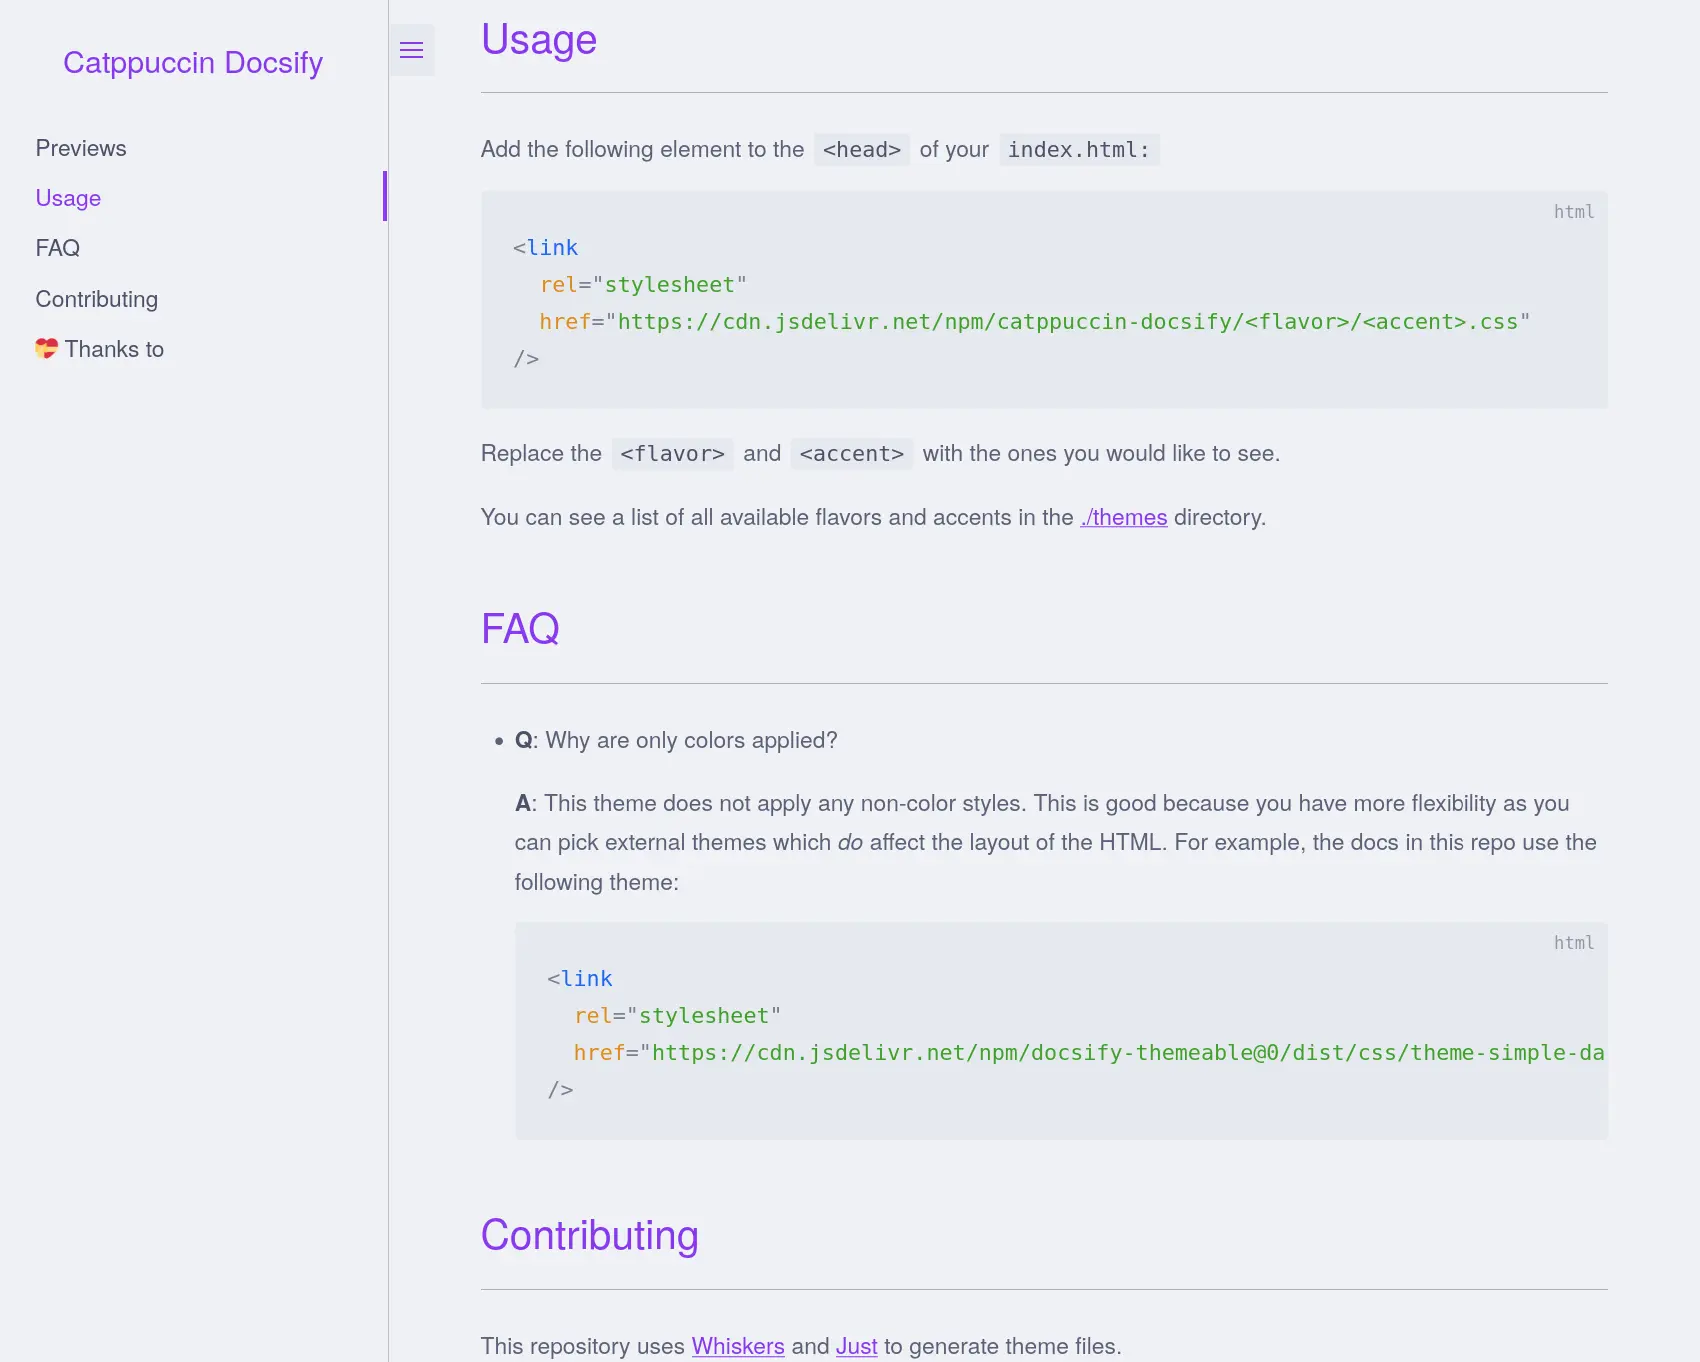 Catppuccin Docsify
Previews
Usage
FAQ
Contributing
💝 Thanks to
Usage
Add the following element to the <head> of your index.html:
html
<link
  rel="stylesheet"
  href="https://cdn.jsdelivr.net/npm/catppuccin-docsify/<flavor>/<accent>.css"
/>
Replace the <flavor> and <accent> with the ones you would like to see.
You can see a list of all available flavors and accents in the ./themes directory.
FAQ
• Q: Why are only colors applied?
A: This theme does not apply any non-color styles. This is good because you have more flexibility as you
can pick external themes which do affect the layout of the HTML. For example, the docs in this repo use the
following theme:
html
<link
  rel="stylesheet"
  href="https://cdn.jsdelivr.net/npm/docsify-themeable@0/dist/css/theme-simple-da
/>
Contributing
This repository uses Whiskers and Just to generate theme files.